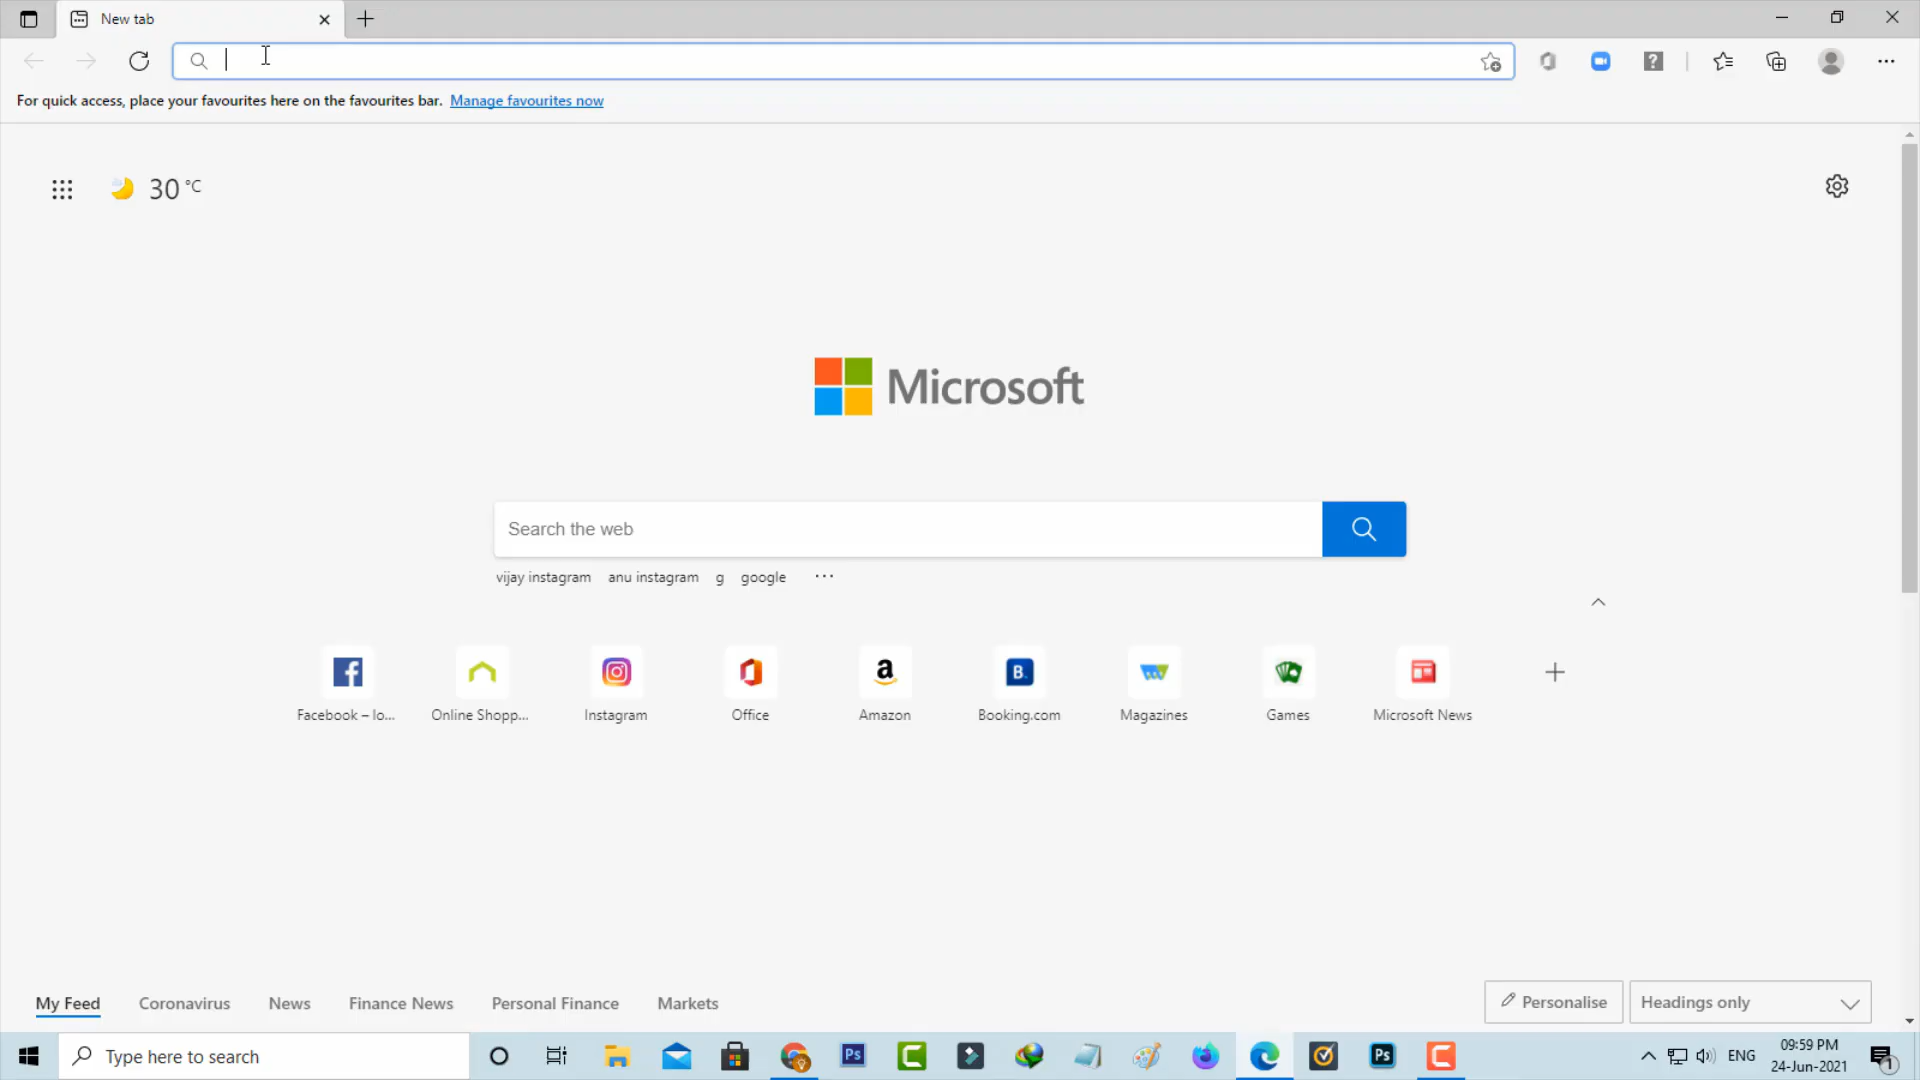 New tab
For quick access, place your favourites here on the favourites bar. Manage favourites now
30 °C
Microsoft
Search the web
vijay instagram anu instagram g google ...
Facebook – lo... Online Shopp... Instagram Office Amazon Booking.com Magazines Games Microsoft News
My Feed Coronavirus News Finance News Personal Finance Markets Personalise Headings only
Type here to search
ENG
09:59 PM
24-Jun-2021
1